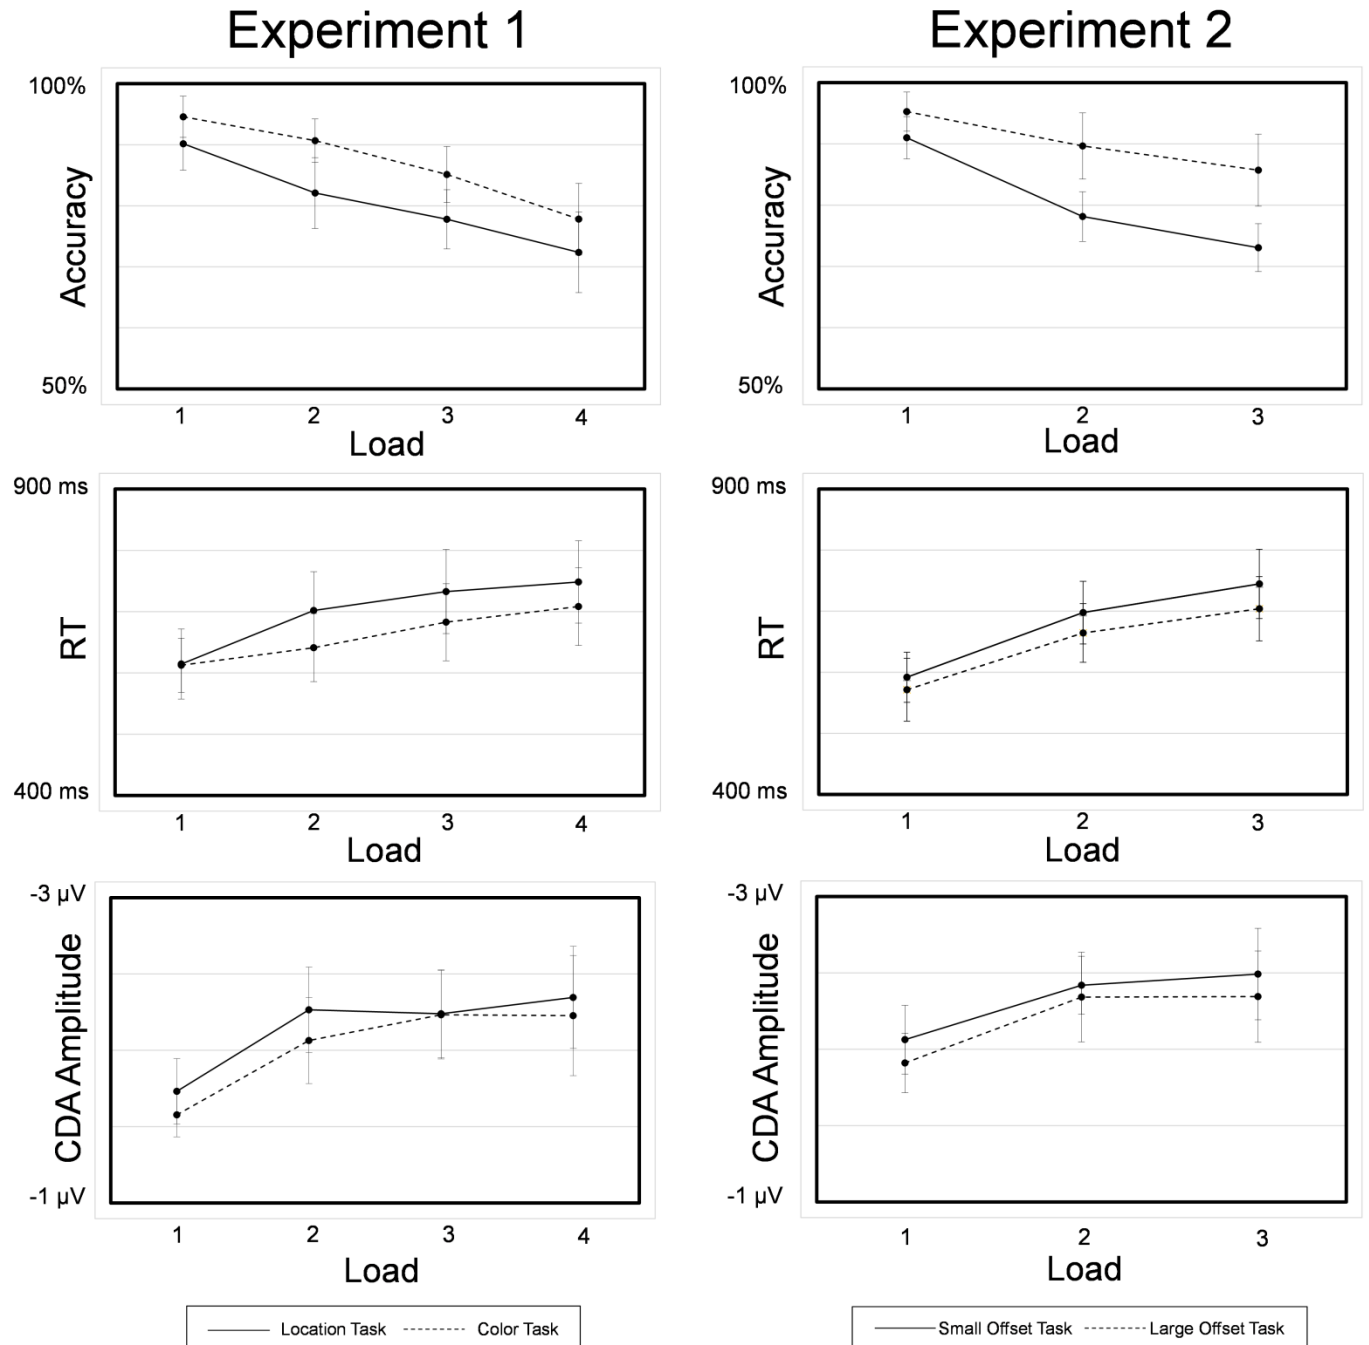 Experiment 1
100%
Accuracy
50%
1 2 3 4
Load
900 ms
RT
400 ms
1 2 3 4
Load
-3 µV
CDA Amplitude
-1 µV
1 2 3 4
Load
Location Task Color Task
Experiment 2
100%
Accuracy
50%
1 2 3
Load
900 ms
RT
400 ms
1 2 3
Load
-3 µV
CDA Amplitude
-1 µV
1 2 3
Load
Small Offset Task Large Offset Task